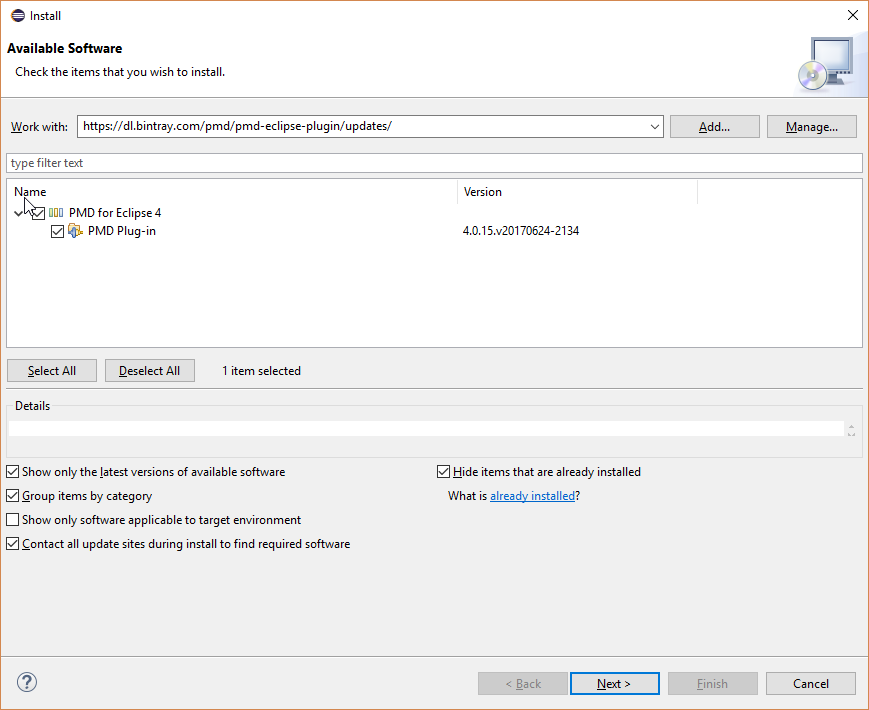 Install
Available Software
Check the items that you wish to install.
Work with: https://dl.bintray.com/pmd/pmd-eclipse-plugin/updates/ Add... Manage...
type filter text
Name Version
PMD for Eclipse 4
PMD Plug-in 4.0.15.v20170624-2134
Select All Deselect All 1 item selected
Details
Show only the latest versions of available software Hide items that are already installed
Group items by category What is already installed?
Show only software applicable to target environment
Contact all update sites during install to find required software
? < Back Next > Finish Cancel